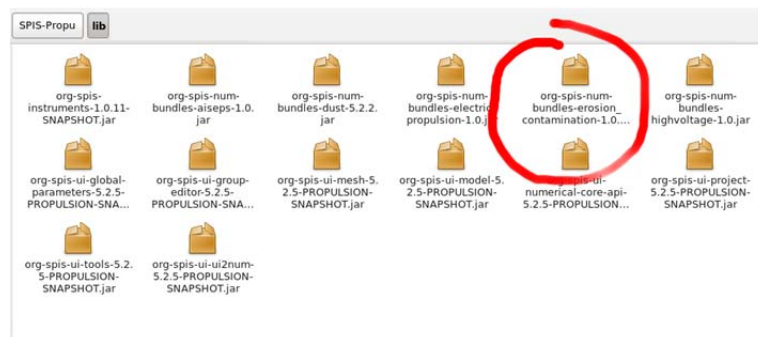 SPIS-Propu lib
org-spis-
instruments-1.0.11-
SNAPSHOT.jar
org-spis-num-
bundles-aiseps-1.0.
jar
org-spis-num-
bundles-dust-5.2.2.
jar
org-spis-num-
bundles-electric
propulsion-1.0.jar
org-spis-num-
bundles-erosion_
contamination-1.0....
org-spis-num-
bundles-
highvoltage-1.0.jar
org-spis-ui-global-
parameters-5.2.5-
PROPULSION-SNA...
org-spis-ui-group-
editor-5.2.5-
PROPULSION-SNA...
org-spis-ui-mesh-5.
2.5-PROPULSION-
SNAPSHOT.jar
org-spis-ui-model-5.
2.5-PROPULSION-
SNAPSHOT.jar
org-spis-ui-
numerical-core-api-
5.2.5-PROPULSION...
org-spis-ui-project-
5.2.5-PROPULSION-
SNAPSHOT.jar
org-spis-ui-tools-5.2.
5-PROPULSION-
SNAPSHOT.jar
org-spis-ui-ui2num-
5.2.5-PROPULSION-
SNAPSHOT.jar